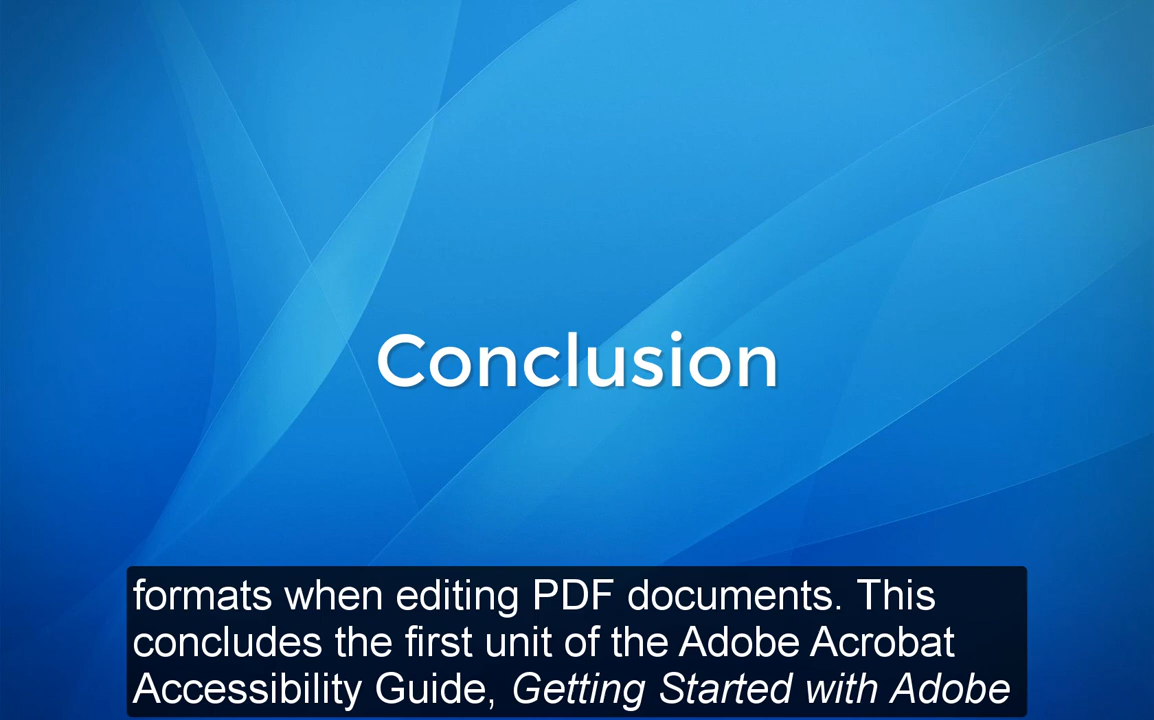 Conclusion
formats when editing PDF documents. This
concludes the first unit of the Adobe Acrobat
Accessibility Guide, Getting Started with Adobe